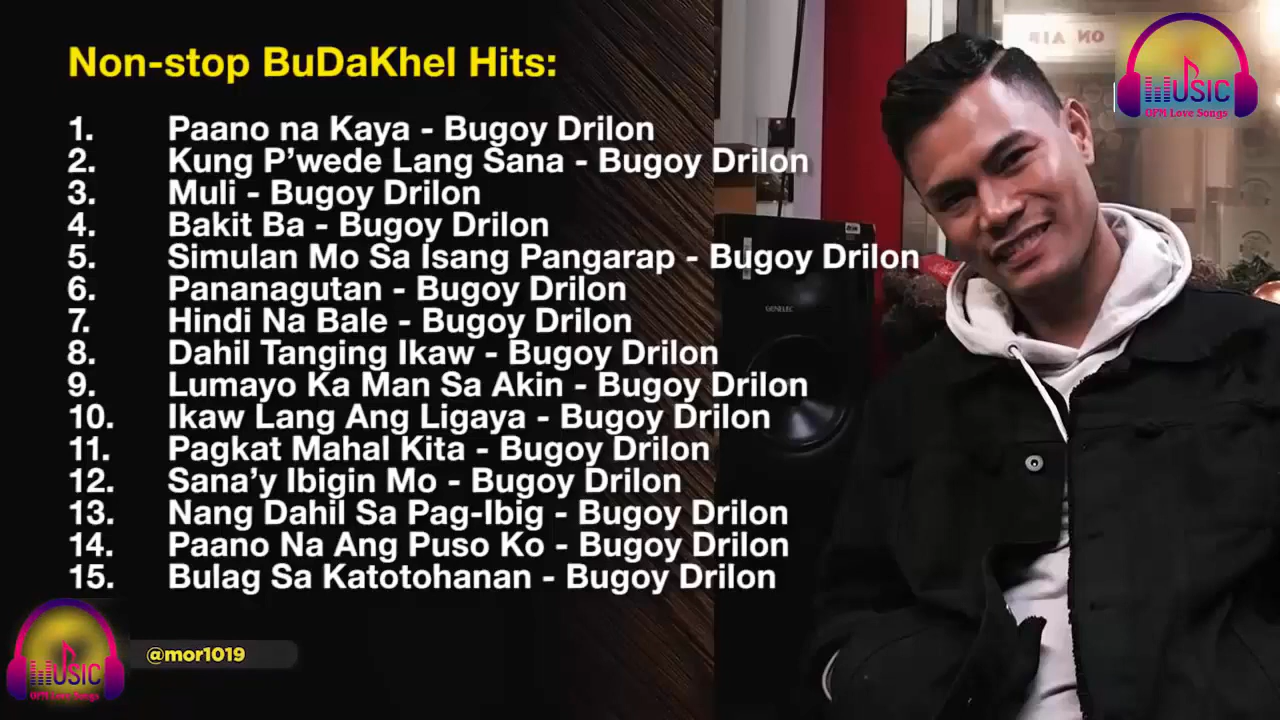 Non-stop BuDaKhel Hits:
1. Paano na Kaya - Bugoy Drilon
2. Kung P’wede Lang Sana - Bugoy Drilon
3. Muli - Bugoy Drilon
4. Bakit Ba - Bugoy Drilon
5. Simulan Mo Sa Isang Pangarap - Bugoy Drilon
6. Pananagutan - Bugoy Drilon
7. Hindi Na Bale - Bugoy Drilon
8. Dahil Tanging Ikaw - Bugoy Drilon
9. Lumayo Ka Man Sa Akin - Bugoy Drilon
10. Ikaw Lang Ang Ligaya - Bugoy Drilon
11. Pagkat Mahal Kita - Bugoy Drilon
12. Sana’y Ibigin Mo - Bugoy Drilon
13. Nang Dahil Sa Pag-Ibig - Bugoy Drilon
14. Paano Na Ang Puso Ko - Bugoy Drilon
15. Bulag Sa Katotohanan - Bugoy Drilon
ON AIR
MUSIC
OPM Love Songs
GENELEC
MUSIC
OPM Love Songs
@mor1019